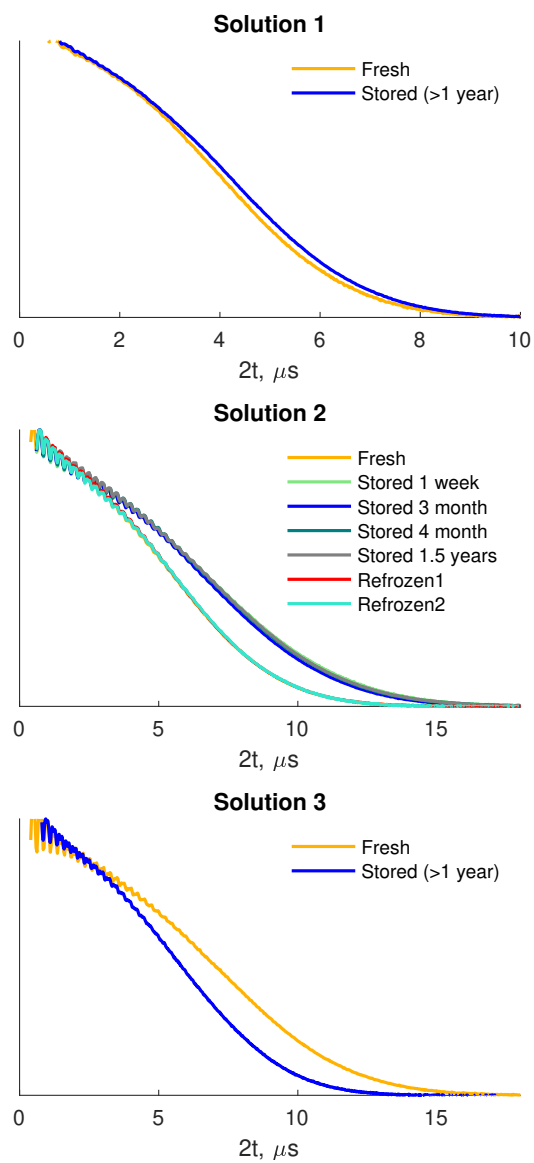 Solution 1
Fresh
Stored (>1 year)
0 2 4 6 8 10
2t, μs
Solution 2
Fresh
Stored 1 week
Stored 3 month
Stored 4 month
Stored 1.5 years
Refrozen1
Refrozen2
0 5 10 15
2t, μs
Solution 3
Fresh
Stored (>1 year)
0 5 10 15
2t, μs